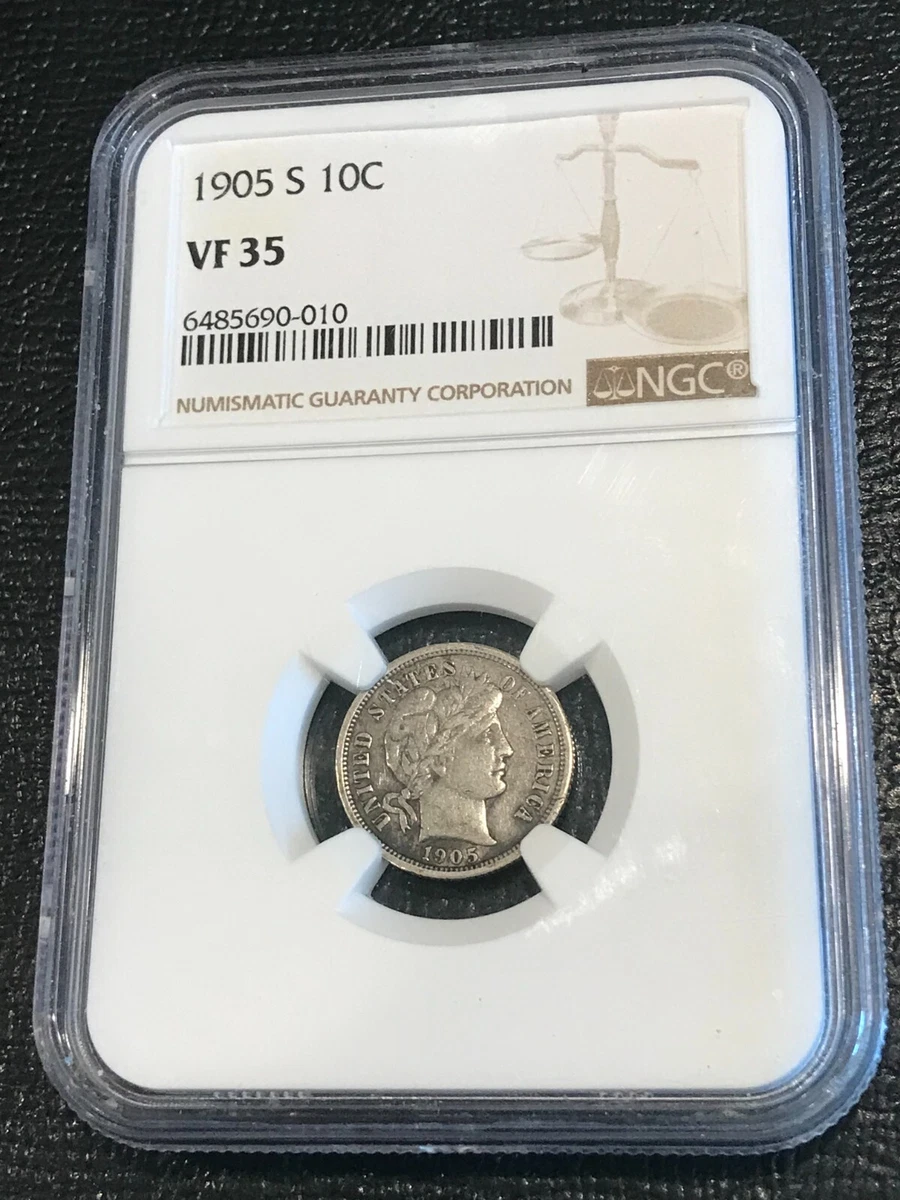 1905 S 10C
VF 35
6485690-010
NUMISMATIC GUARANTY CORPORATION
NGC®
UNITED STATES OF AMERICA
1905